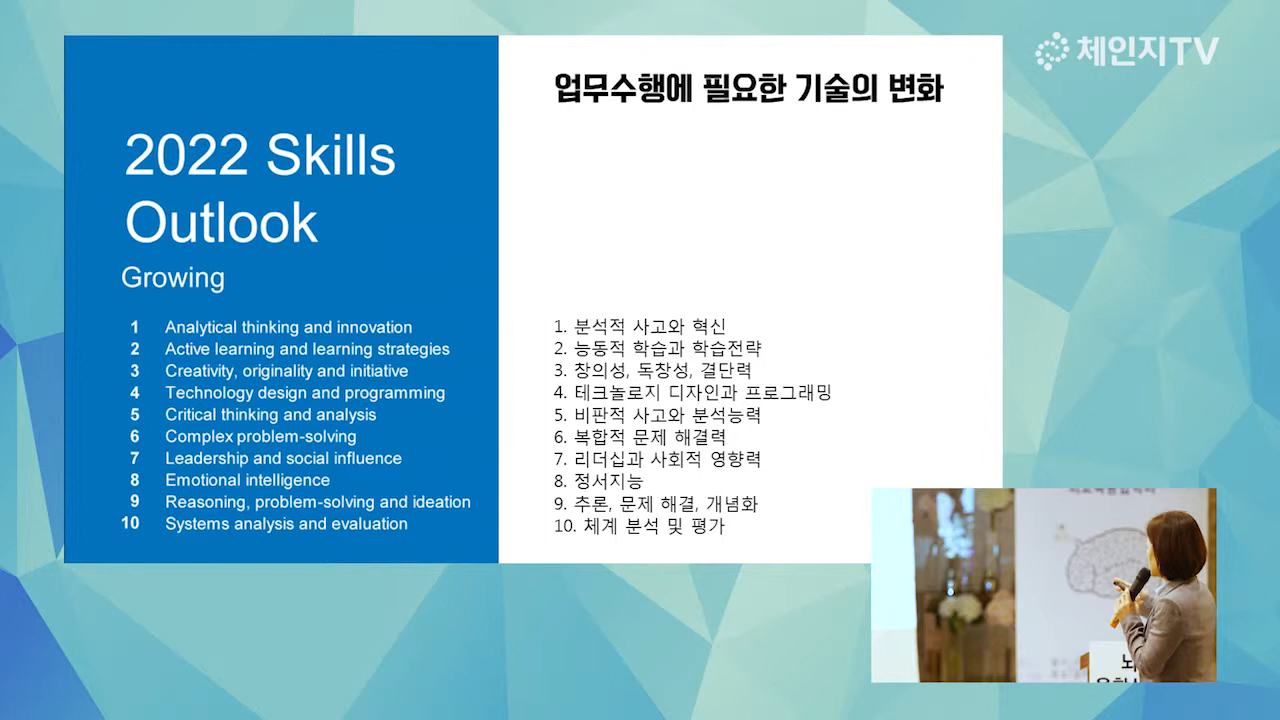 체인지TV
업무수행에 필요한 기술의 변화
2022 Skills
Outlook
Growing
1 Analytical thinking and innovation
2 Active learning and learning strategies
3 Creativity, originality and initiative
4 Technology design and programming
5 Critical thinking and analysis
6 Complex problem-solving
7 Leadership and social influence
8 Emotional intelligence
9 Reasoning, problem-solving and ideation
10 Systems analysis and evaluation
1. 분석적 사고와 혁신
2. 능동적 학습과 학습전략
3. 창의성, 독창성, 결단력
4. 테크놀로지 디자인과 프로그래밍
5. 비판적 사고와 분석능력
6. 복합적 문제 해결력
7. 리더십과 사회적 영향력
8. 정서지능
9. 추론, 문제 해결, 개념화
10. 체계 분석 및 평가